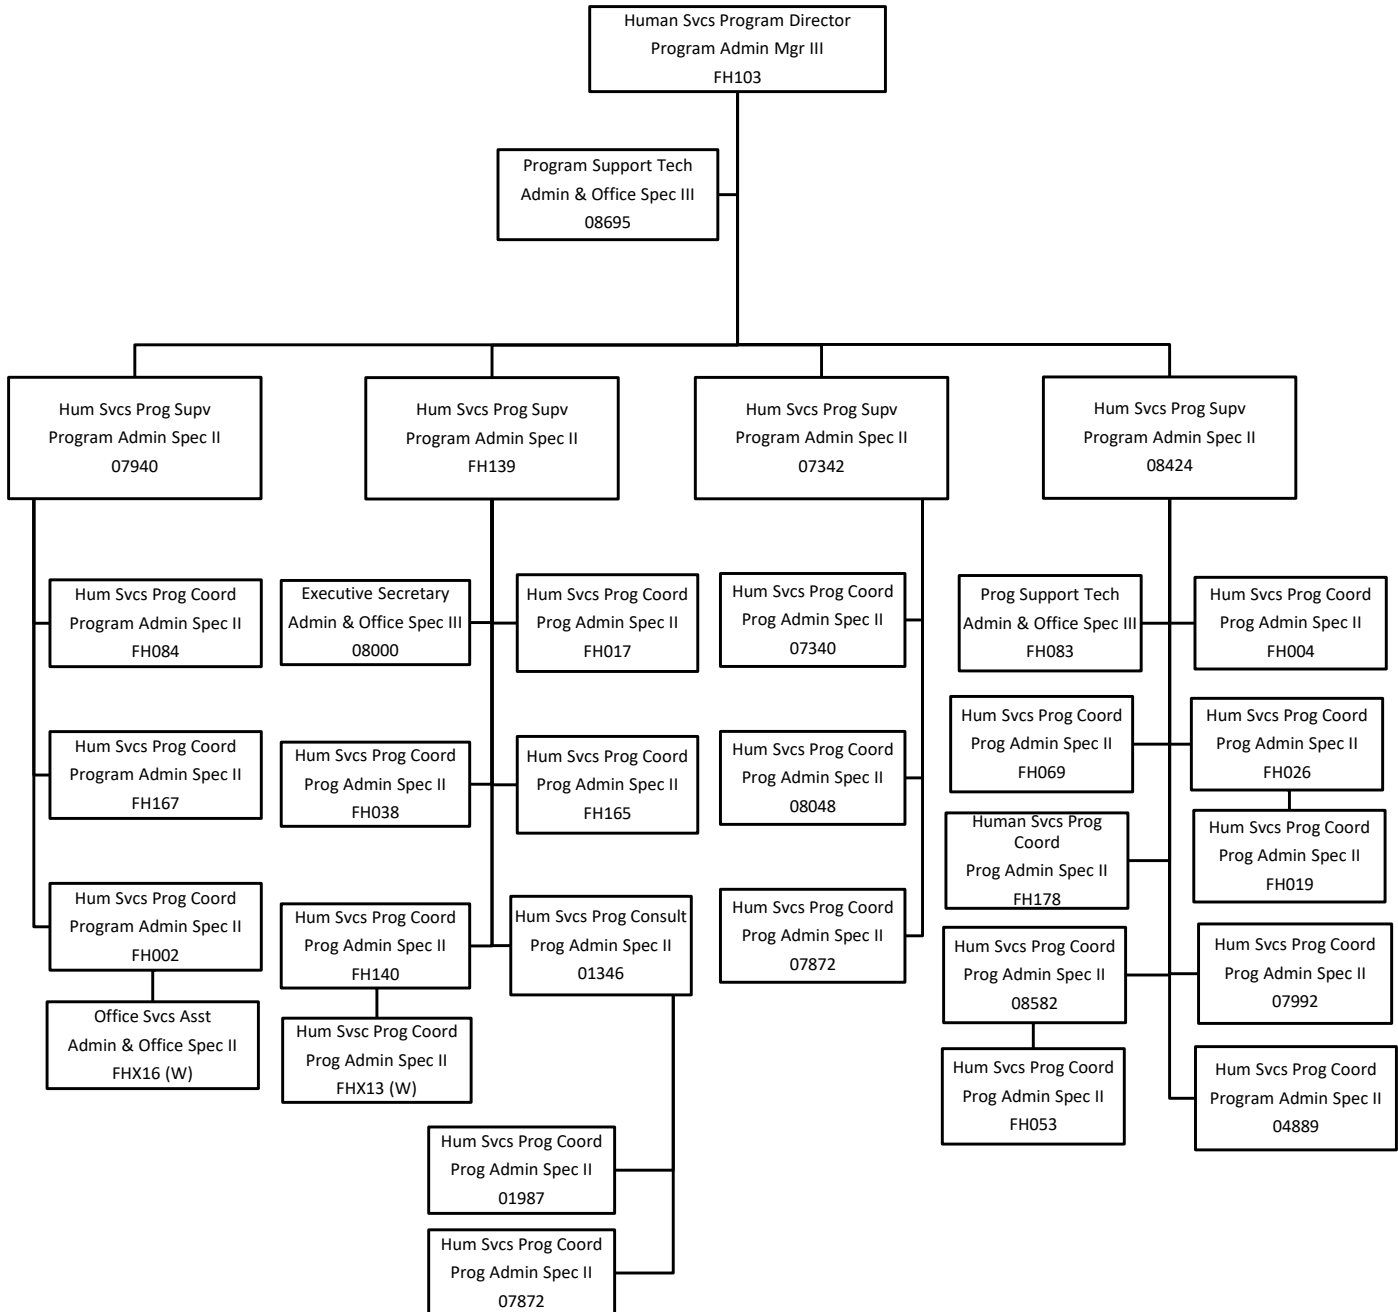 Human Svcs Program Director
Program Admin Mgr III
FH103
Program Support Tech
Admin & Office Spec III
08695
Hum Svcs Prog Supv
Program Admin Spec II
07940
Hum Svcs Prog Supv
Program Admin Spec II
FH139
Hum Svcs Prog Supv
Program Admin Spec II
07342
Hum Svcs Prog Supv
Program Admin Spec II
08424
Hum Svcs Prog Coord
Program Admin Spec II
FH084
Hum Svcs Prog Coord
Program Admin Spec II
FH167
Hum Svcs Prog Coord
Program Admin Spec II
FH002
Office Svcs Asst
Admin & Office Spec II
FHX16 (W)
Executive Secretary
Admin & Office Spec III
08000
Hum Svcs Prog Coord
Prog Admin Spec II
FH017
Hum Svcs Prog Coord
Prog Admin Spec II
FH038
Hum Svcs Prog Coord
Prog Admin Spec II
FH165
Hum Svcs Prog Coord
Prog Admin Spec II
FH140
Hum Svcs Prog Consult
Prog Admin Spec II
01346
Hum Svsc Prog Coord
Prog Admin Spec II
FHX13 (W)
Hum Svcs Prog Coord
Prog Admin Spec II
01987
Hum Svcs Prog Coord
Prog Admin Spec II
07872
Hum Svcs Prog Coord
Prog Admin Spec II
07340
Hum Svcs Prog Coord
Prog Admin Spec II
08048
Hum Svcs Prog Coord
Prog Admin Spec II
07872
Prog Support Tech
Admin & Office Spec III
FH083
Hum Svcs Prog Coord
Prog Admin Spec II
FH004
Hum Svcs Prog Coord
Prog Admin Spec II
FH069
Hum Svcs Prog Coord
Prog Admin Spec II
FH026
Human Svcs Prog
Coord
Prog Admin Spec II
FH178
Hum Svcs Prog Coord
Prog Admin Spec II
FH019
Hum Svcs Prog Coord
Prog Admin Spec II
08582
Hum Svcs Prog Coord
Prog Admin Spec II
07992
Hum Svcs Prog Coord
Prog Admin Spec II
FH053
Hum Svcs Prog Coord
Program Admin Spec II
04889